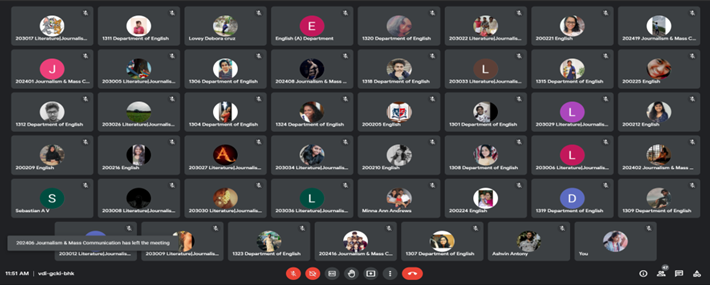 203017 Literature|Journalis...
1311 Department of English
Lovey Debora Cruz
E
English (A) Department
1320 Department of English
203022 Literature|Journalis...
200221 English
202419 Journalism & Mass C...
J
202401 Journalism & Mass C...
203005 Literature|Journalis...
1306 Department of English
202408 Journalism & Mass ...
1318 Department of English
L
203033 Literature|Journalis...
1315 Department of English
200225 English
1312 Department of English
203026 Literature|Journalis...
1304 Department of English
1324 Department of English
200205 English
1301 Department of English
L
203029 Literature|Journalis...
200212 English
200209 English
200216 English
A
203027 Literature|Journalis...
203034 Literature|Journalis...
200210 English
1308 Department of English
L
203006 Literature|Journalis...
202402 Journalism & Mass ...
S
Sebastian A V
203008 Literature|Journalis...
203030 Literature|Journalis...
L
203036 Literature|Journalis...
Minna Ann Andrews
200224 English
D
1319 Department of English
1309 Department of English
202406 Journalism & Mass Communication has left the meeting
203012 Literature|Journalis...
203009 Literature|Journalis...
1323 Department of English
202416 Journalism & Mass ...
1307 Department of English
Ashvin Antony
You
11:51 AM | vdi-gcki-bhk
47